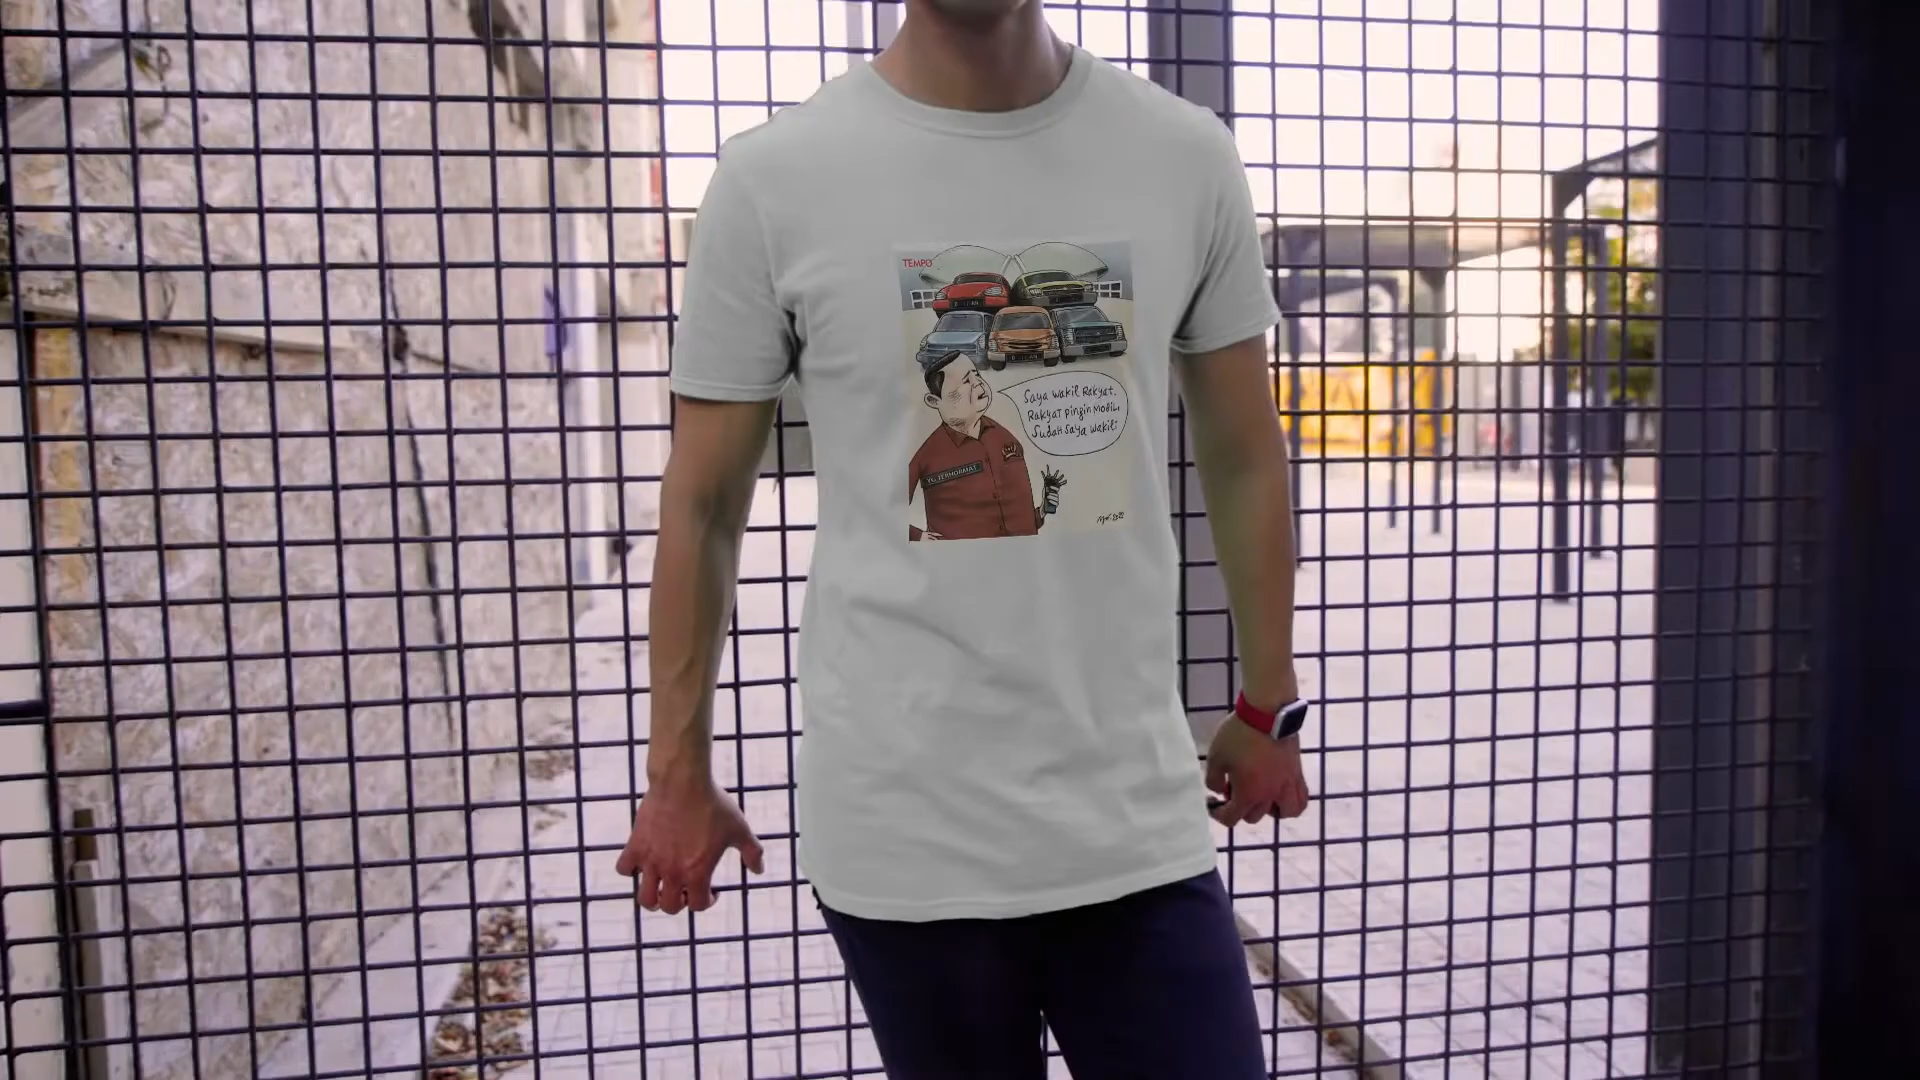 TEMPO
Saya wakil Rakyat.
Rakyat pingin Mobil,
Sudah Saya wakili
YG. TERHORMAT